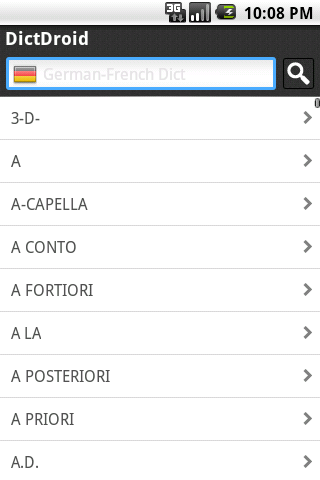 3G
10:08 PM
DictDroid
German-French Dict
3-D-
A
A-CAPELLA
A CONTO
A FORTIORI
A LA
A POSTERIORI
A PRIORI
A.D.